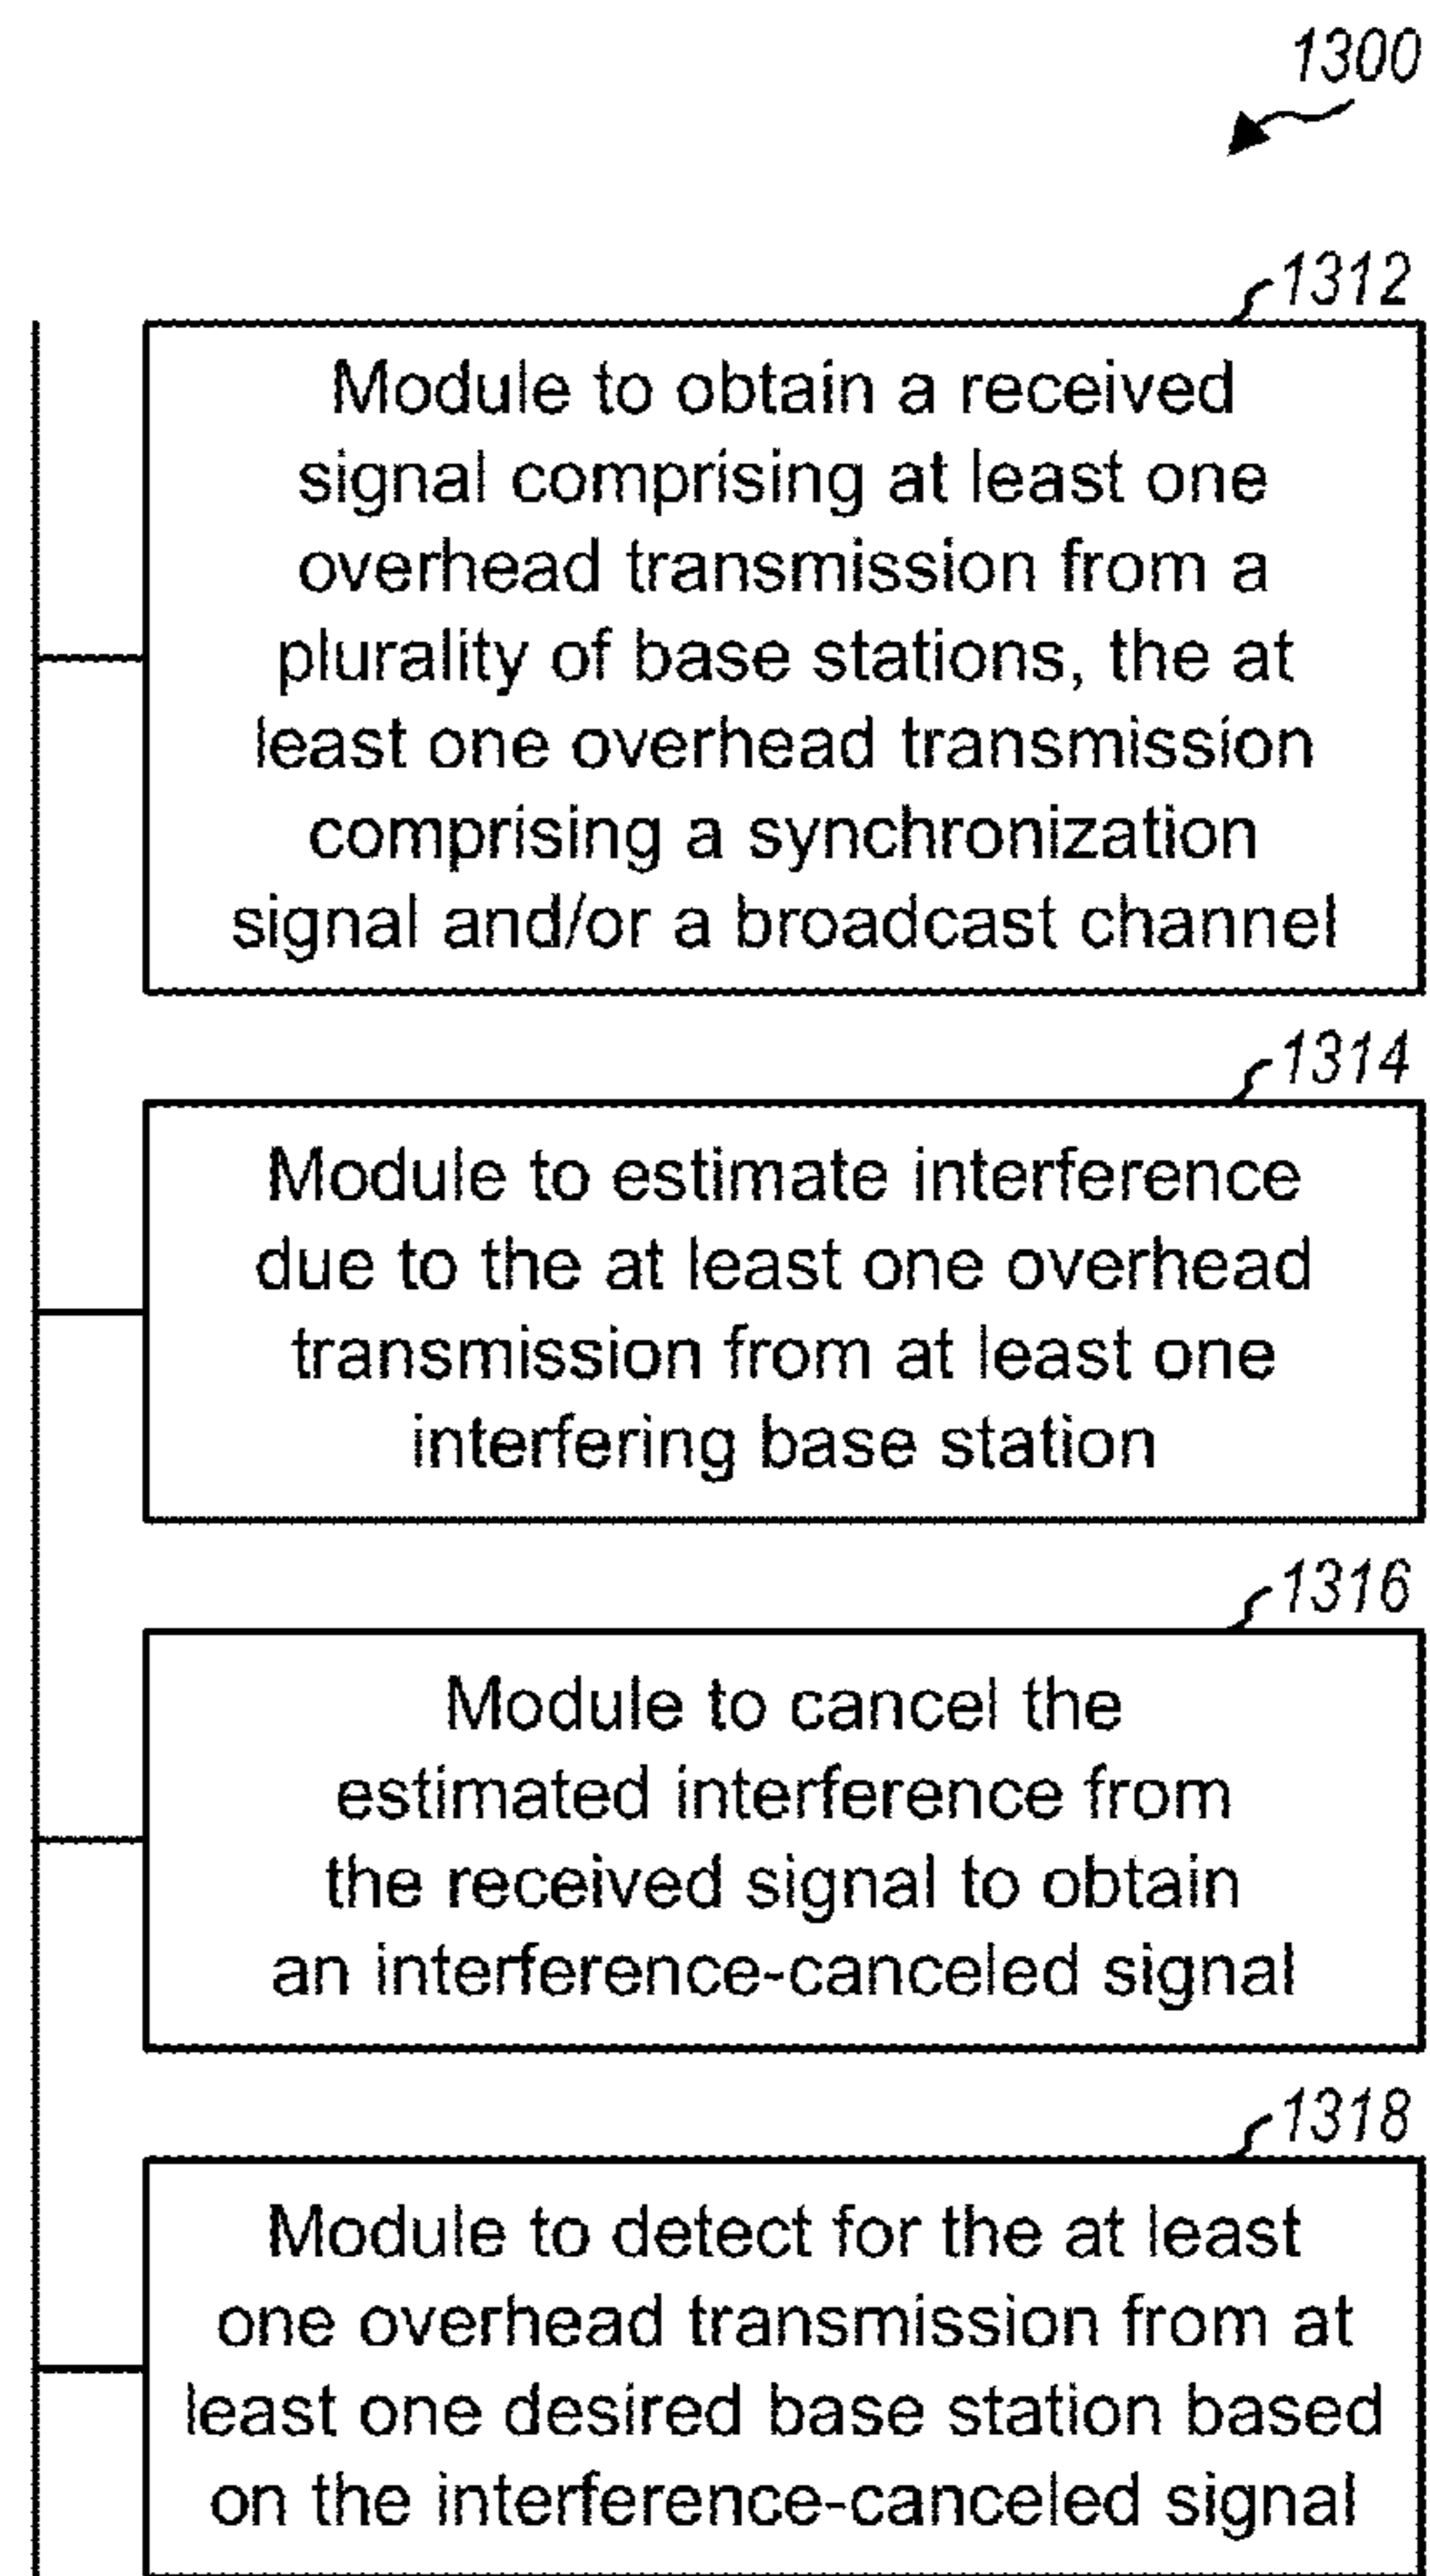 1300
1312
Module to obtain a received
signal comprising at least one
overhead transmission from a
plurality of base stations, the at
least one overhead transmission
comprising a synchronization
signal and/or a broadcast channel
1314
Module to estimate interference
due to the at least one overhead
transmission from at least one
interfering base station
1316
Module to cancel the
estimated interference from
the received signal to obtain
an interference-canceled signal
1318
Module to detect for the at least
one overhead transmission from at
least one desired base station based
on the interference-canceled signal